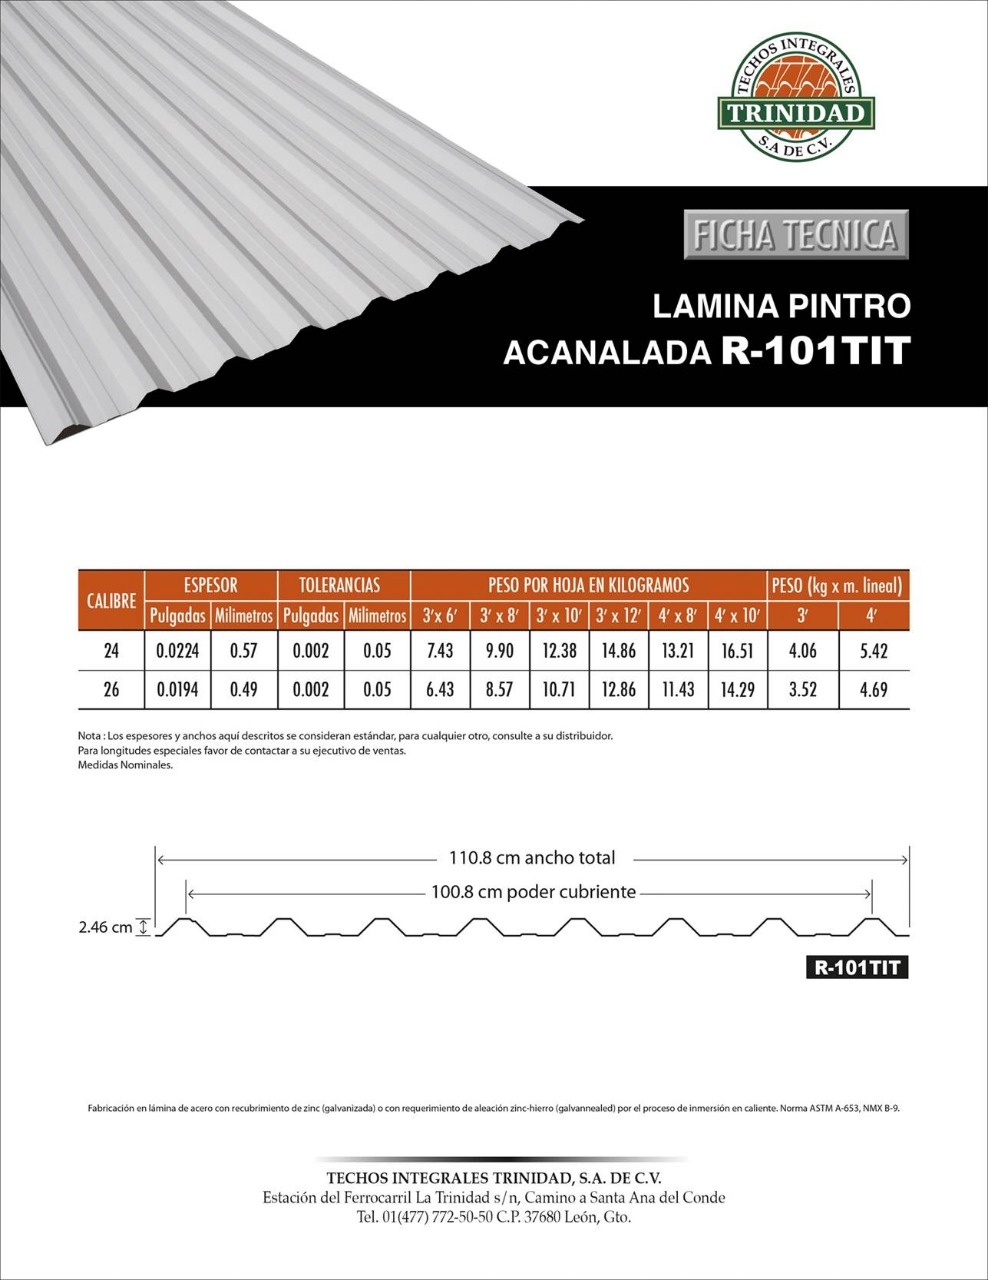 TECHOS INTEGRALES
TRINIDAD
S.A DE C.V.
FICHA TECNICA
LAMINA PINTRO
ACANALADA R-101TIT
CALIBRE ESPESOR TOLERANCIAS PESO POR HOJA EN KILOGRAMOS PESO (kg x m. lineal)
Pulgadas Milimetros Pulgadas Milimetros 3'x 6' 3' x 8' 3' x 10' 3' x 12' 4' x 8' 4' x 10' 3' 4'
24 0.0224 0.57 0.002 0.05 7.43 9.90 12.38 14.86 13.21 16.51 4.06 5.42
26 0.0194 0.49 0.002 0.05 6.43 8.57 10.71 12.86 11.43 14.29 3.52 4.69
Nota : Los espesores y anchos aquí descritos se consideran estándar, para cualquier otro, consulte a su distribuidor.
Para longitudes especiales favor de contactar a su ejecutivo de ventas.
Medidas Nominales.
110.8 cm ancho total
100.8 cm poder cubriente
2.46 cm
R-101TIT
Fabricación en lámina de acero con recubrimiento de zinc (galvanizada) o con requerimiento de aleación zinc-hierro (galvannealed) por el proceso de inmersión en caliente. Norma ASTM A-653, NMX B-9.
TECHOS INTEGRALES TRINIDAD, S.A. DE C.V.
Estación del Ferrocarril La Trinidad s/n, Camino a Santa Ana del Conde
Tel. 01(477) 772-50-50 C.P. 37680 León, Gto.